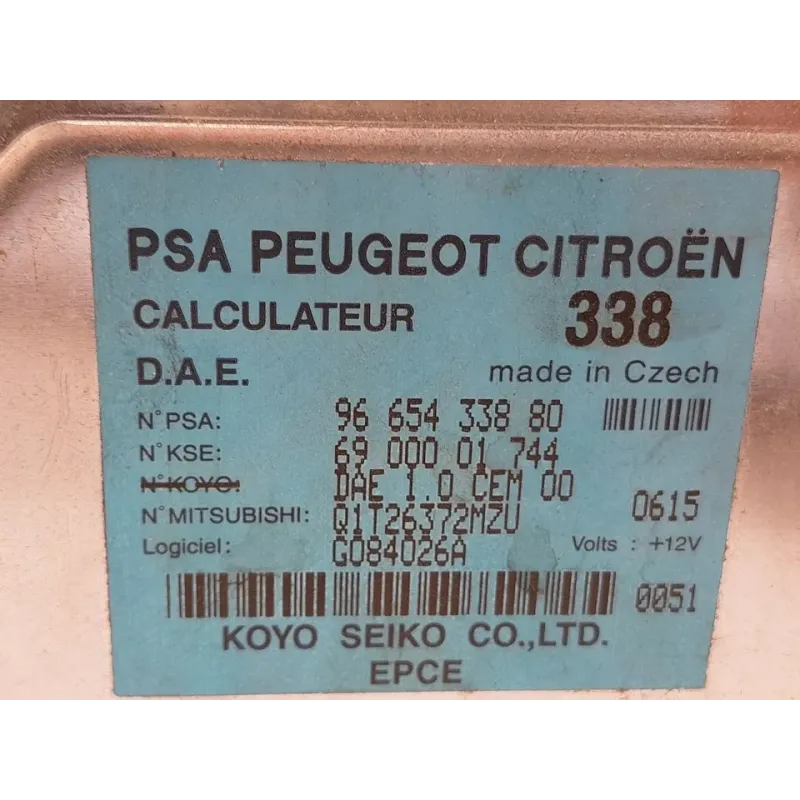 PSA PEUGEOT CITROËN
CALCULATEUR 338
D.A.E. made in Czech
N°PSA: 96 654 338 80
N°KSE: 69 000 01 744
N°KOYO: DAE 1.0 CEM 00
N°MITSUBISHI: Q1T26372MZU 0615
Logiciel: G084026A Volts : +12V
0051
KOYO SEIKO CO.,LTD.
EPCE